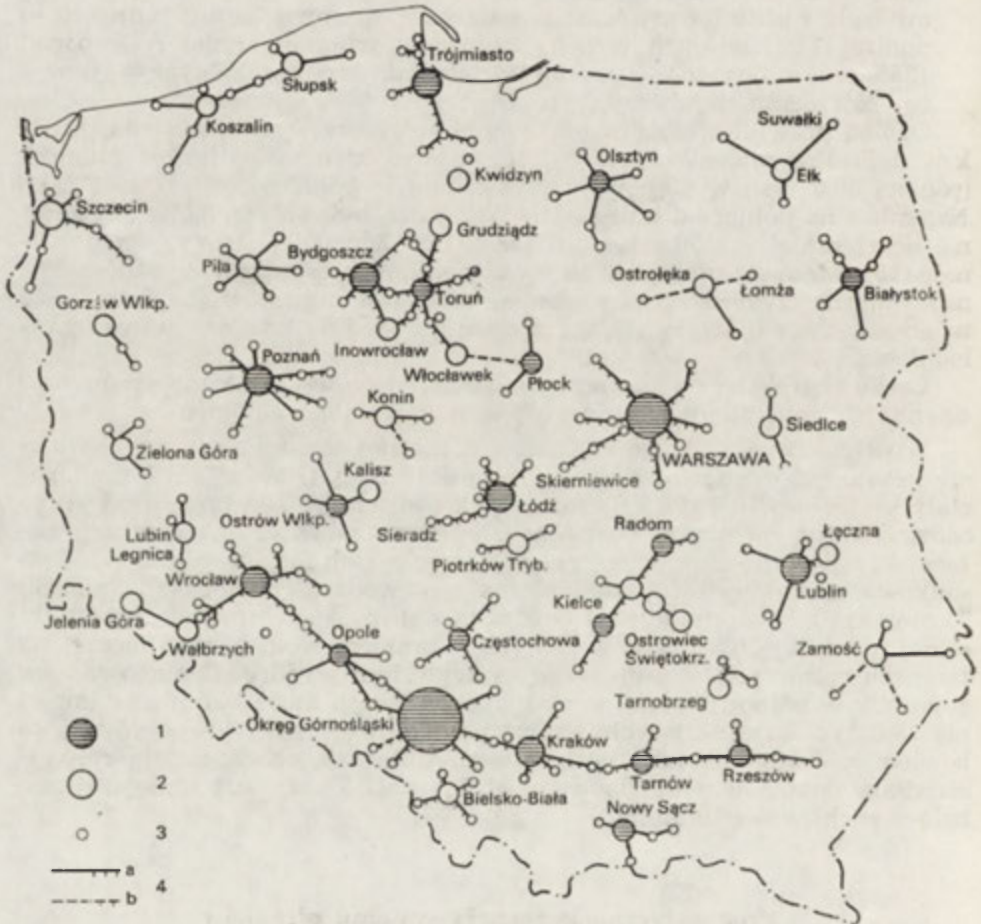 Trójmiasto
Słupsk
Koszalin
Suwałki
Olsztyn
Ełk
Kwidzyn
Szczecin
Grudziądz
Bydgoszcz
Piła
Ostrołęka
Łomża
Białystok
Toruń
Gorz w Wlkp.
Inowrocław
Poznań
Włocławek
Płock
Konin
Siedlce
Zielona Góra
WARSZAWA
Kalisz
Skierniewice
Łódź
Ostrów Wlkp.
Sieradz
Radom
Łęczna
Lubin
Legnica
Piotrków Tryb.
Wrocław
Lublin
Kielce
Jelenia Góra
Opole
Częstochowa
Ostrowiec
Świętokrz.
Zamość
Wałbrzych
Tarnobrzeg
Okręg Górnośląski
1
Kraków
Tarnów
Rzeszów
2
Bielsko-Biała
Nowy Sącz
3
a
4
b